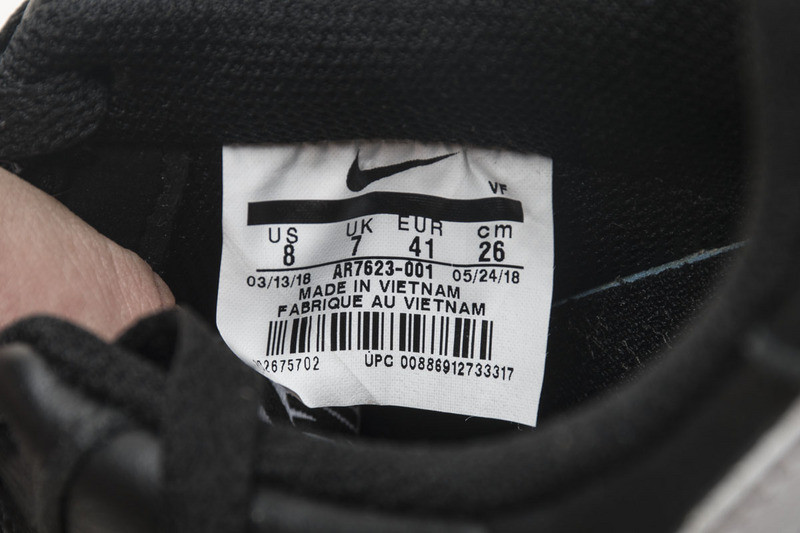 VF
US UK EUR cm
8 7 41 26
03/13/18 AR7623-001 05/24/18
MADE IN VIETNAM
FABRIQUE AU VIETNAM
2675702 UPC 00886912733317